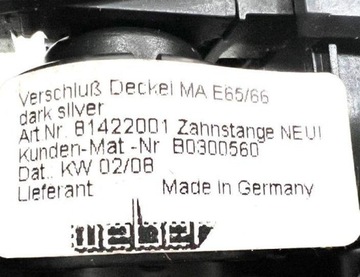 Verschluß Deckel MA E65/66
dark silver
Art Nr. 81422001 Zahnstange NEU!
Kunden-Mat.-Nr B0300560
Dat.. KW 02/08
Lieferant Made in Germany
weber